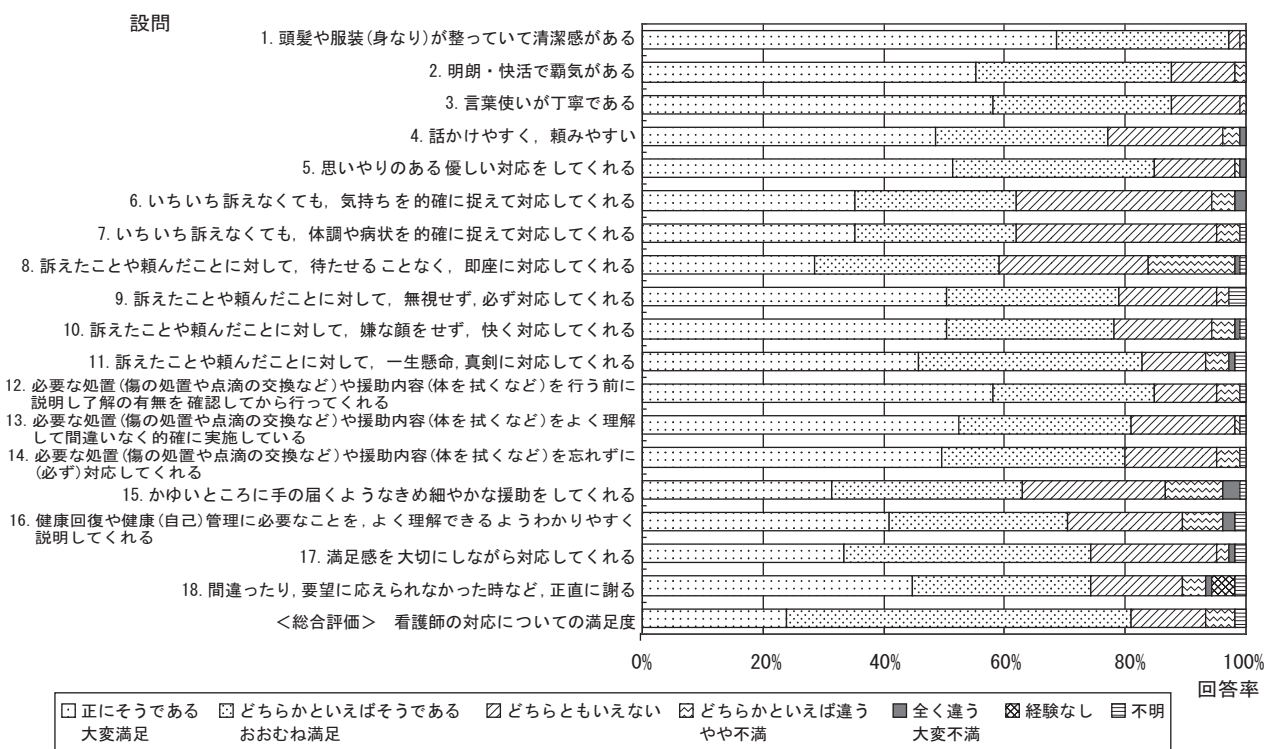 設問
1. 頭髪や服装(身なり)が整っていて清潔感がある
2. 明朗・快活で覇気がある
3. 言葉使いが丁寧である
4. 話かけやすく，頼みやすい
5. 思いやりのある優しい対応をしてくれる
6. いちいち訴えなくても，気持ちを的確に捉えて対応してくれる
7. いちいち訴えなくても，体調や病状を的確に捉えて対応してくれる
8. 訴えたことや頼んだことに対して，待たせることなく，即座に対応してくれる
9. 訴えたことや頼んだことに対して，無視せず，必ず対応してくれる
10. 訴えたことや頼んだことに対して，嫌な顔をせず，快く対応してくれる
11. 訴えたことや頼んだことに対して，一生懸命，真剣に対応してくれる
12. 必要な処置(傷の処置や点滴の交換など)や援助内容(体を拭くなど)を行う前に
説明し了解の有無を確認してから行ってくれる
13. 必要な処置(傷の処置や点滴の交換など)や援助内容(体を拭くなど)をよく理解
して間違いなく的確に実施している
14. 必要な処置(傷の処置や点滴の交換など)や援助内容(体を拭くなど)を忘れずに
(必ず)対応してくれる
15. かゆいところに手の届くようなきめ細やかな援助をしてくれる
16. 健康回復や健康(自己)管理に必要なことを，よく理解できるようわかりやすく
説明してくれる
17. 満足感を大切にしながら対応してくれる
18. 間違ったり，要望に応えられなかった時など，正直に謝る
＜総合評価＞ 看護師の対応についての満足度
0% 20% 40% 60% 80% 100%
回答率
正にそうである どちらかといえばそうである どちらともいえない どちらかといえば違う 全く違う 経験なし 不明
大変満足 おおむね満足 やや不満 大変不満